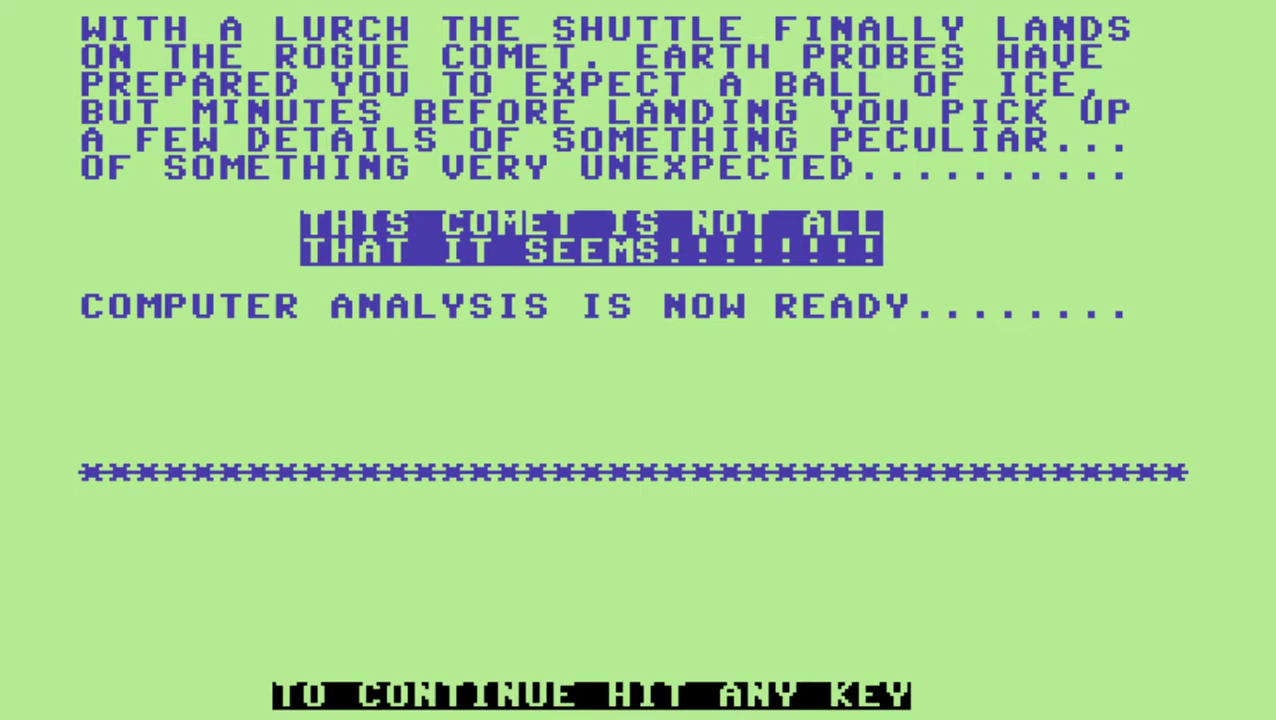 WITH A LURCH THE SHUTTLE FINALLY LANDS
ON THE ROGUE COMET. EARTH PROBES HAVE
PREPARED YOU TO EXPECT A BALL OF ICE,
BUT MINUTES BEFORE LANDING YOU PICK UP
A FEW DETAILS OF SOMETHING PECULIAR...
OF SOMETHING VERY UNEXPECTED..........
THIS COMET IS NOT ALL
THAT IT SEEMS!!!!!!!!
COMPUTER ANALYSIS IS NOW READY........
****************************************
TO CONTINUE HIT ANY KEY